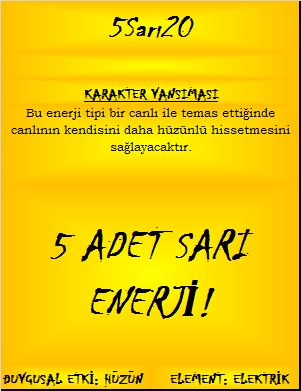 5Sarı20
KARAKTER YANSIMASI
Bu enerji tipi bir canlı ile temas ettiğinde
canlının kendisini daha hüzünlü hissetmesini
sağlayacaktır.
5 ADET SARI
ENERJİ!
DUYGUSAL ETKİ: HÜZÜN ELEMENT: ELEKTRİK